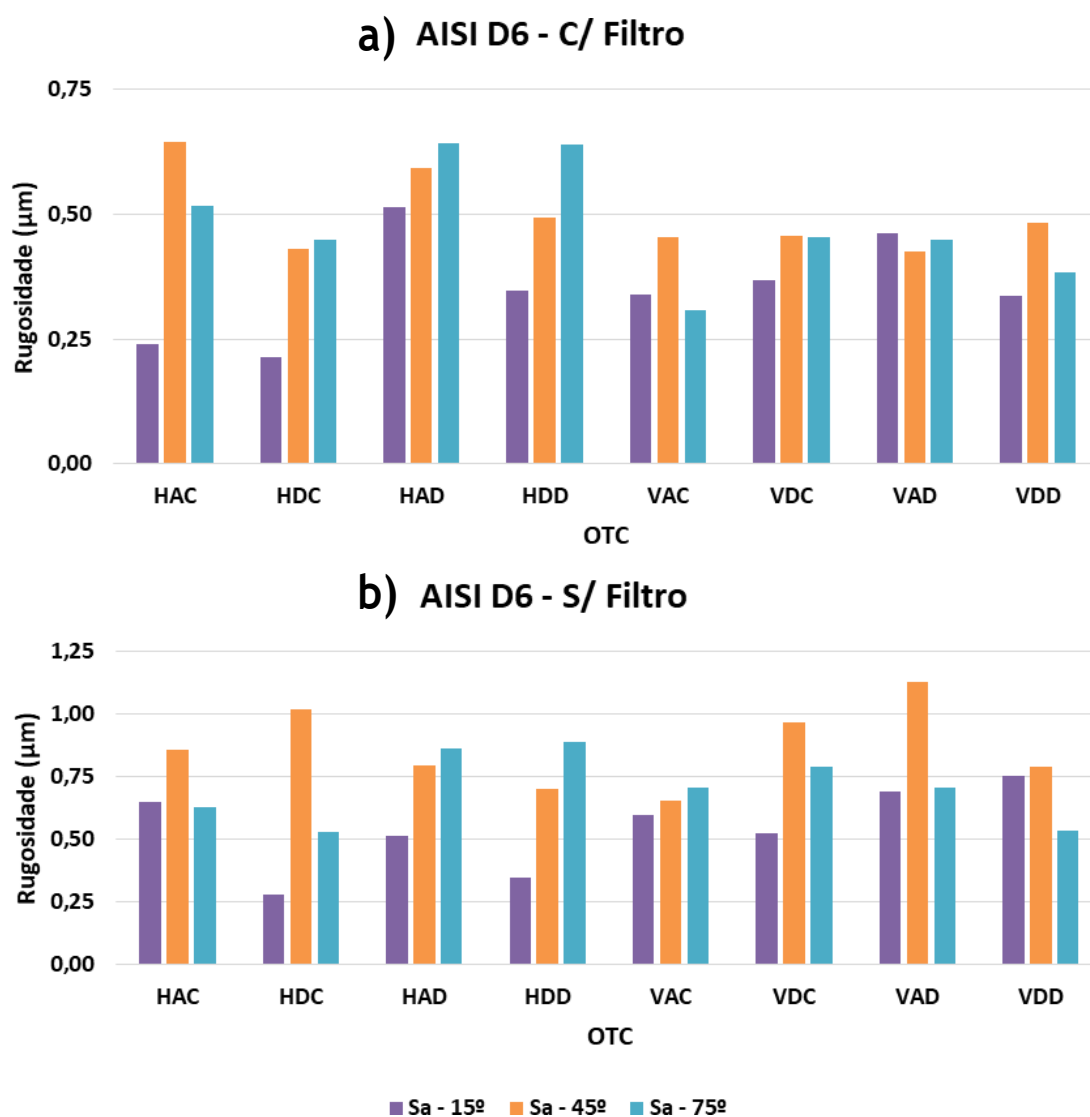 a) AISI D6 - C/ Filtro
0,75
0,50
0,25
0,00
Rugosidade (µm)
HAC HDC HAD HDD VAC VDC VAD VDD
OTC
b) AISI D6 - S/ Filtro
1,25
1,00
0,75
0,50
0,25
0,00
Rugosidade (µm)
HAC HDC HAD HDD VAC VDC VAD VDD
OTC
Sa - 15º Sa - 45º Sa - 75º